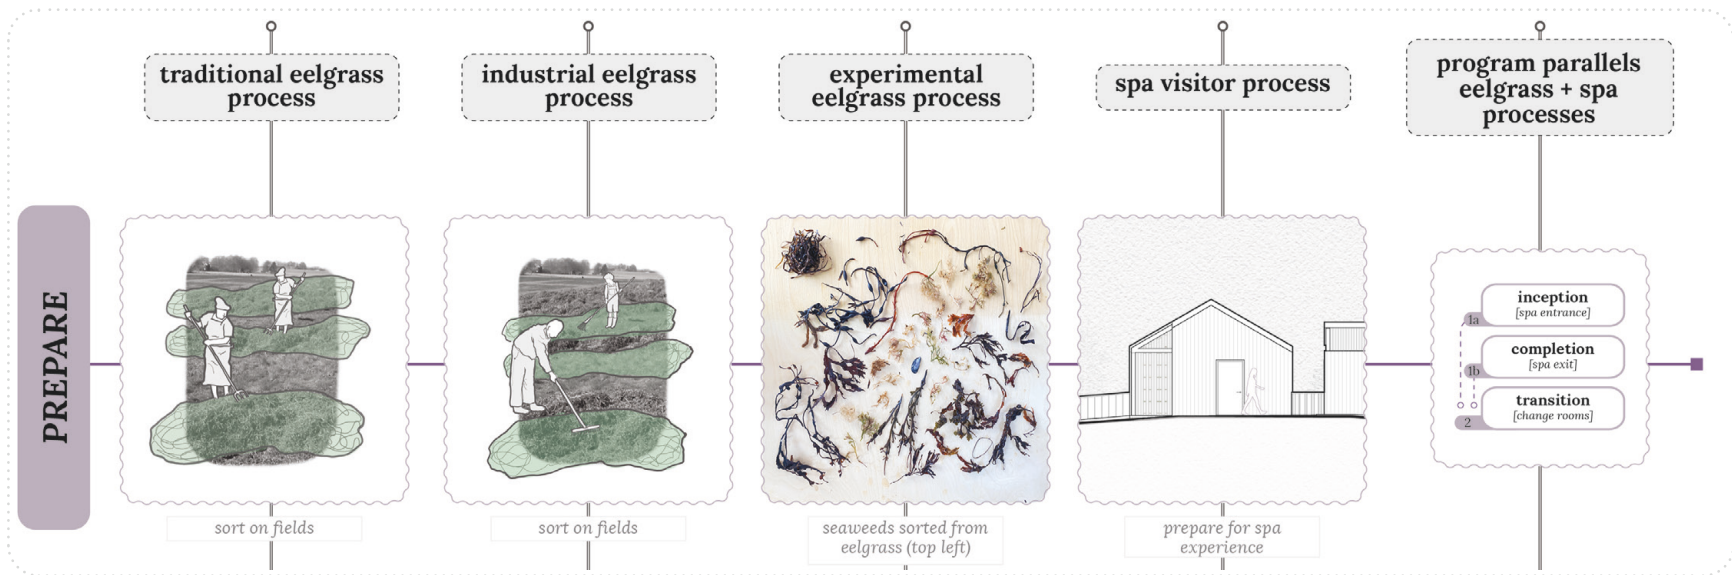 traditional eelgrass
process
industrial eelgrass
process
experimental
eelgrass process
spa visitor process
program parallels
eelgrass + spa
processes
PREPARE
inception
[spa entrance]
1a
completion
[spa exit]
1b
transition
[change rooms]
2
sort on fields
sort on fields
seaweeds sorted from
eelgrass (top left)
prepare for spa
experience